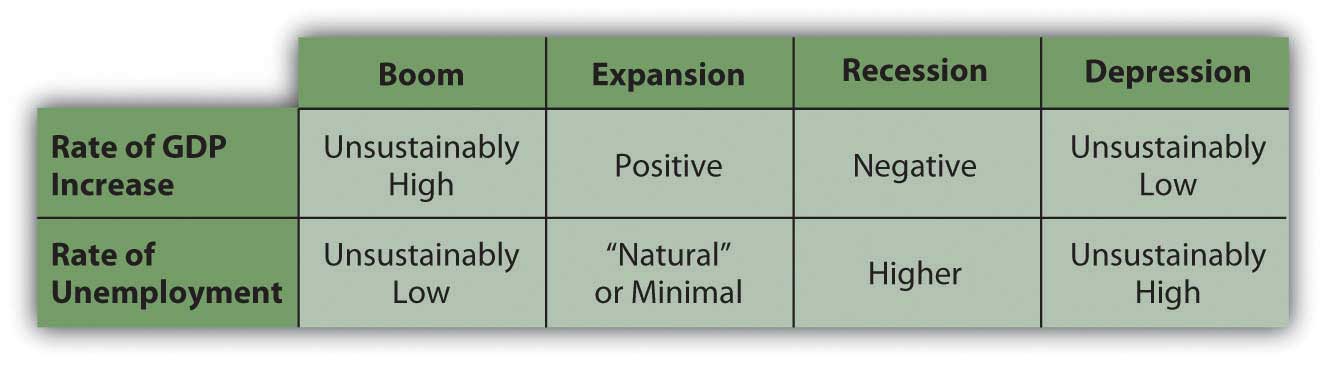 Boom
Expansion
Recession
Depression
Rate of GDP
Increase
Unsustainably
High
Positive
Negative
Unsustainably
Low
Rate of
Unemployment
Unsustainably
Low
“Natural”
or Minimal
Higher
Unsustainably
High